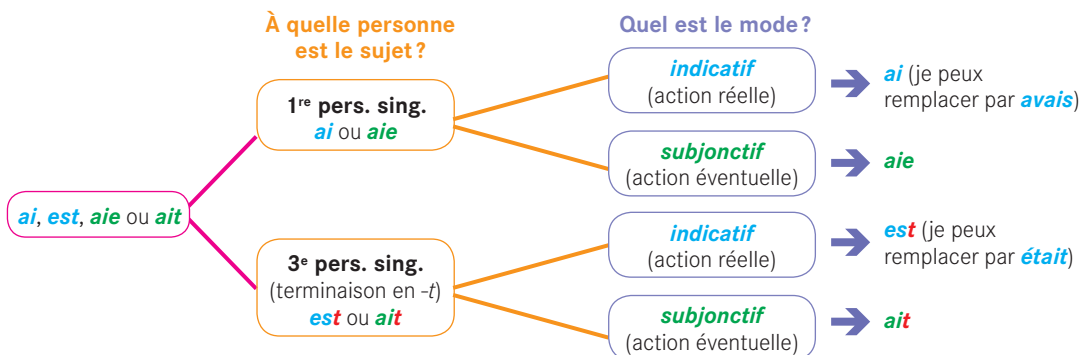 À quelle personne
est le sujet ?
Quel est le mode ?
ai, est, aie ou ait
1re pers. sing.
ai ou aie
indicatif
(action réelle)
ai (je peux
remplacer par avais)
subjonctif
(action éventuelle)
aie
3e pers. sing.
(terminaison en -t)
est ou ait
indicatif
(action réelle)
est (je peux
remplacer par était)
subjonctif
(action éventuelle)
ait